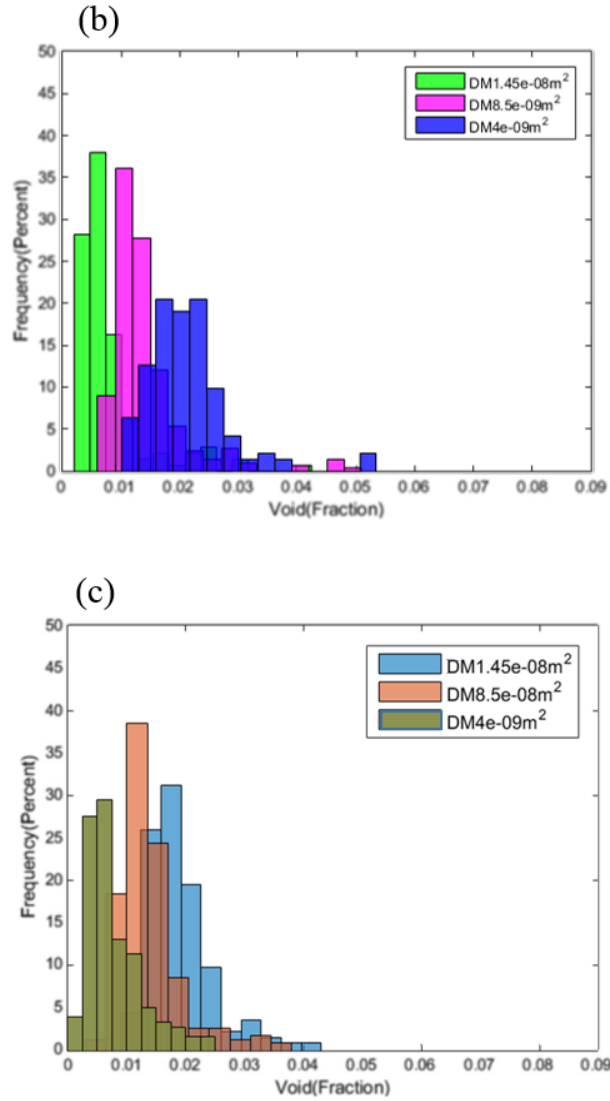 (b)
50
45
40
35
30
25
20
15
10
5
0
Frequency(Percent)
DM1.45e-08m²
DM8.5e-09m²
DM4e-09m²
0 0.01 0.02 0.03 0.04 0.05 0.06 0.07 0.08 0.09
Void(Fraction)
(c)
50
45
40
35
30
25
20
15
10
5
0
Frequency(Percent)
DM1.45e-08m²
DM8.5e-08m²
DM4e-09m²
0 0.01 0.02 0.03 0.04 0.05 0.06 0.07 0.08 0.09
Void(Fraction)